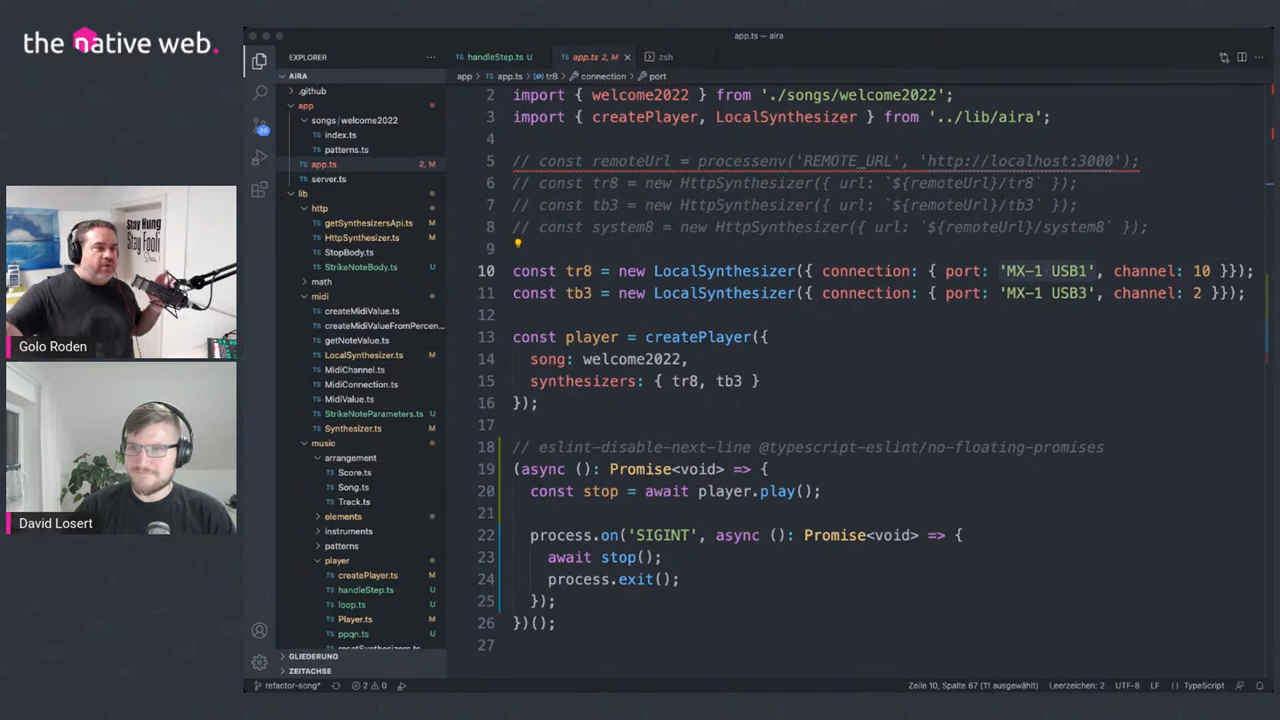 the native web.
Stay Hung
Stay Fooli
Golo Roden
David Losert
app.ts — aira
EXPLORER
AIRA
.github
app
songs/welcome2022
index.ts
patterns.ts
app.ts 2, M
server.ts
lib
http
getSynthesizersApi.ts M
HttpSynthesizer.ts M
StopBody.ts
StrikeNoteBody.ts U
math
midi
createMidiValue.ts
createMidiValueFromPercen...
getNoteValue.ts
LocalSynthesizer.ts M
MidiChannel.ts
MidiConnection.ts
MidiValue.ts
StrikeNoteParameters.ts U
Synthesizer.ts M
music
arrangement
Score.ts
Song.ts
Track.ts
elements
instruments
patterns
player
createPlayer.ts M
handleStep.ts U
loop.ts U
Player.ts M
ppqn.ts U
resetSynthesizers.ts M
GLIEDERUNG
ZEITACHSE
20
handleStep.ts U
app.ts 2, M
zsh
app > app.ts > tr8 > connection > port
2 import { welcome2022 } from './songs/welcome2022';
3 import { createPlayer, LocalSynthesizer } from '../lib/aira';
4
5 // const remoteUrl = processenv('REMOTE_URL', 'http://localhost:3000');
6 // const tr8 = new HttpSynthesizer({ url: `${remoteUrl}/tr8` });
7 // const tb3 = new HttpSynthesizer({ url: `${remoteUrl}/tb3` });
8 // const system8 = new HttpSynthesizer({ url: `${remoteUrl}/system8` });
9
10 const tr8 = new LocalSynthesizer({ connection: { port: 'MX-1 USB1', channel: 10 }});
11 const tb3 = new LocalSynthesizer({ connection: { port: 'MX-1 USB3', channel: 2 }});
12
13 const player = createPlayer({
14 song: welcome2022,
15 synthesizers: { tr8, tb3 }
16 });
17
18 // eslint-disable-next-line @typescript-eslint/no-floating-promises
19 (async (): Promise<void> => {
20 const stop = await player.play();
21
22 process.on('SIGINT', async (): Promise<void> => {
23 await stop();
24 process.exit();
25 });
26 })();
27
refactor-song* 2 0
Zeile 10, Spalte 67 (11 ausgewählt) Leerzeichen: 2 UTF-8 LF { } TypeScript